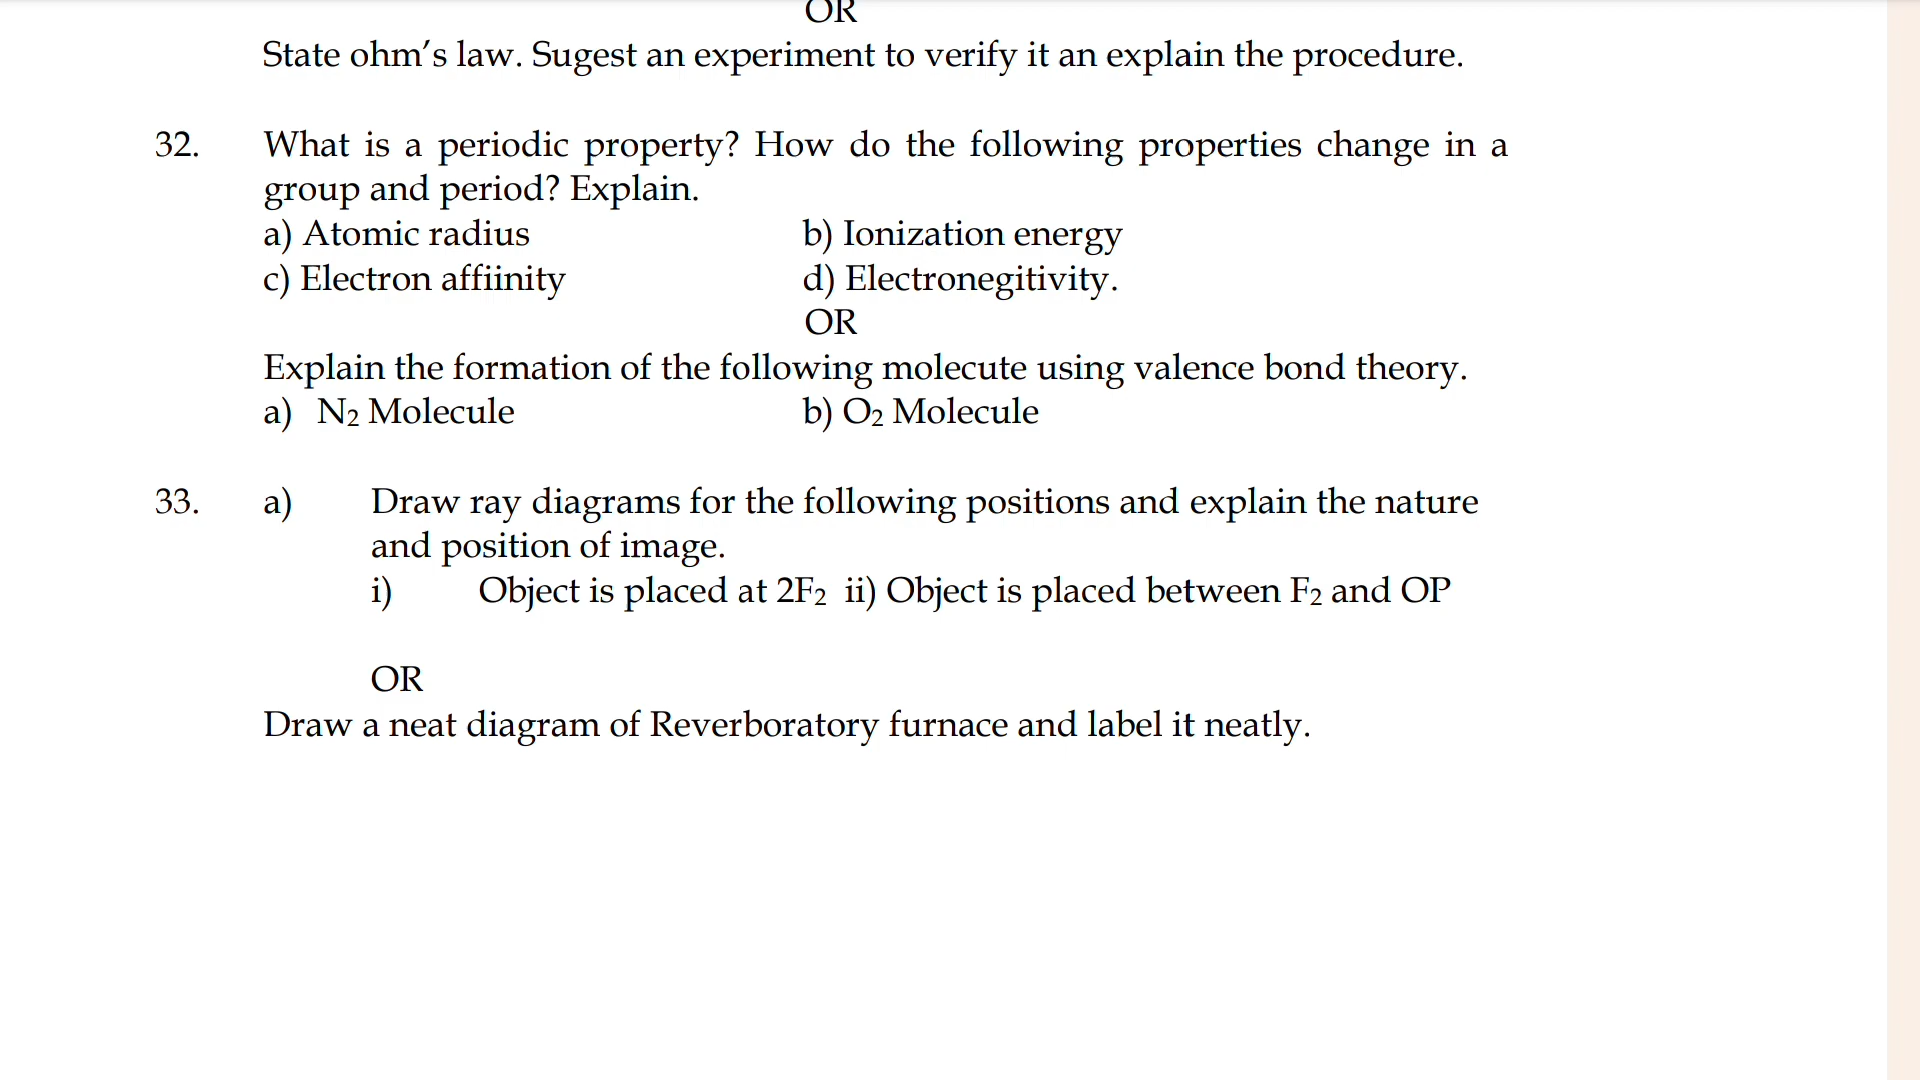 OR
State ohm’s law. Sugest an experiment to verify it an explain the procedure.
32. What is a periodic property? How do the following properties change in a
group and period? Explain.
a) Atomic radius b) Ionization energy
c) Electron affiinity d) Electronegitivity.
OR
Explain the formation of the following molecute using valence bond theory.
a) N₂ Molecule b) O₂ Molecule
33. a) Draw ray diagrams for the following positions and explain the nature
and position of image.
i) Object is placed at 2F₂ ii) Object is placed between F₂ and OP
OR
Draw a neat diagram of Reverboratory furnace and label it neatly.